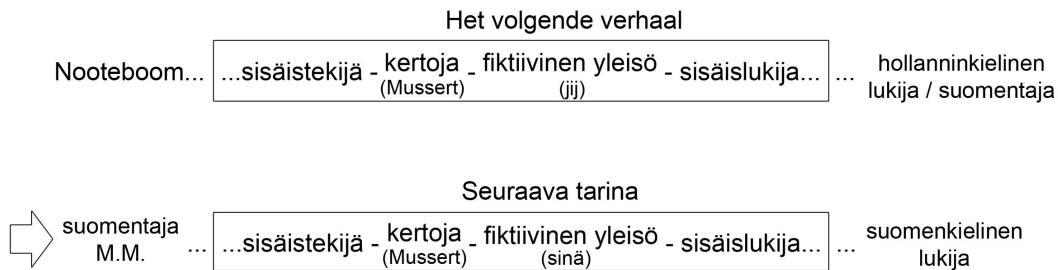 Het volgende verhaal
Nooteboom... ...sisäistekijä - kertoja - fiktiivinen yleisö - sisäislukija... ... hollanninkielinen
(Mussert) (jij) lukija / suomentaja
Seuraava tarina
suomentaja ... ...sisäistekijä - kertoja - fiktiivinen yleisö - sisäislukija... ... suomenkielinen
M.M. (Mussert) (sinä) lukija